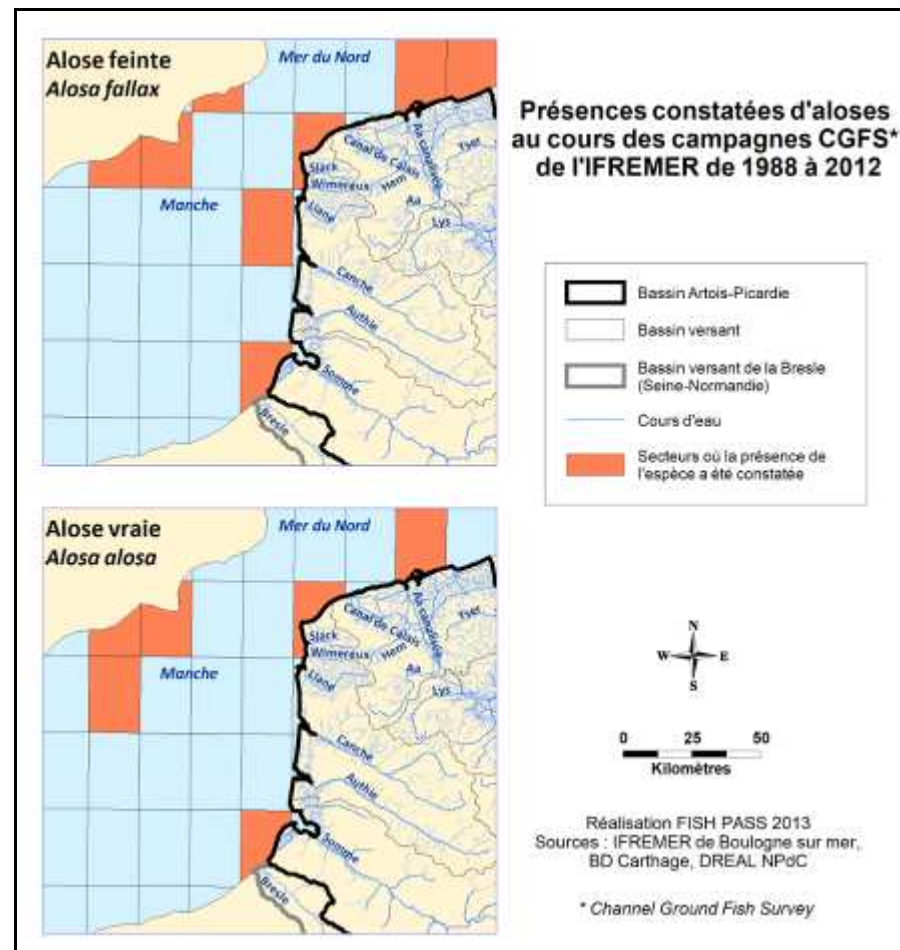 Alose feinte
Alosa fallax
Mer du Nord
Manche
Slack
Wimereux
Liane
Canal de Calais
Hem
Aa canalisée
Aa
Yser
Lys
Canche
Authie
Somme
Bresle
Présences constatées d'aloses
au cours des campagnes CGFS*
de l'IFREMER de 1988 à 2012
Bassin Artois-Picardie
Bassin versant
Bassin versant de la Bresle
(Seine-Normandie)
Cours d'eau
Secteurs où la présence de
l'espèce a été constatée
Alose vraie
Alosa alosa
Mer du Nord
Manche
Slack
Wimereux
Liane
Canal de Calais
Hem
Aa canalisée
Aa
Yser
Lys
Canche
Authie
Somme
Bresle
N
W
E
S
0 25 50
Kilomètres
Réalisation FISH PASS 2013
Sources : IFREMER de Boulogne sur mer,
BD Carthage, DREAL NPdC
* Channel Ground Fish Survey